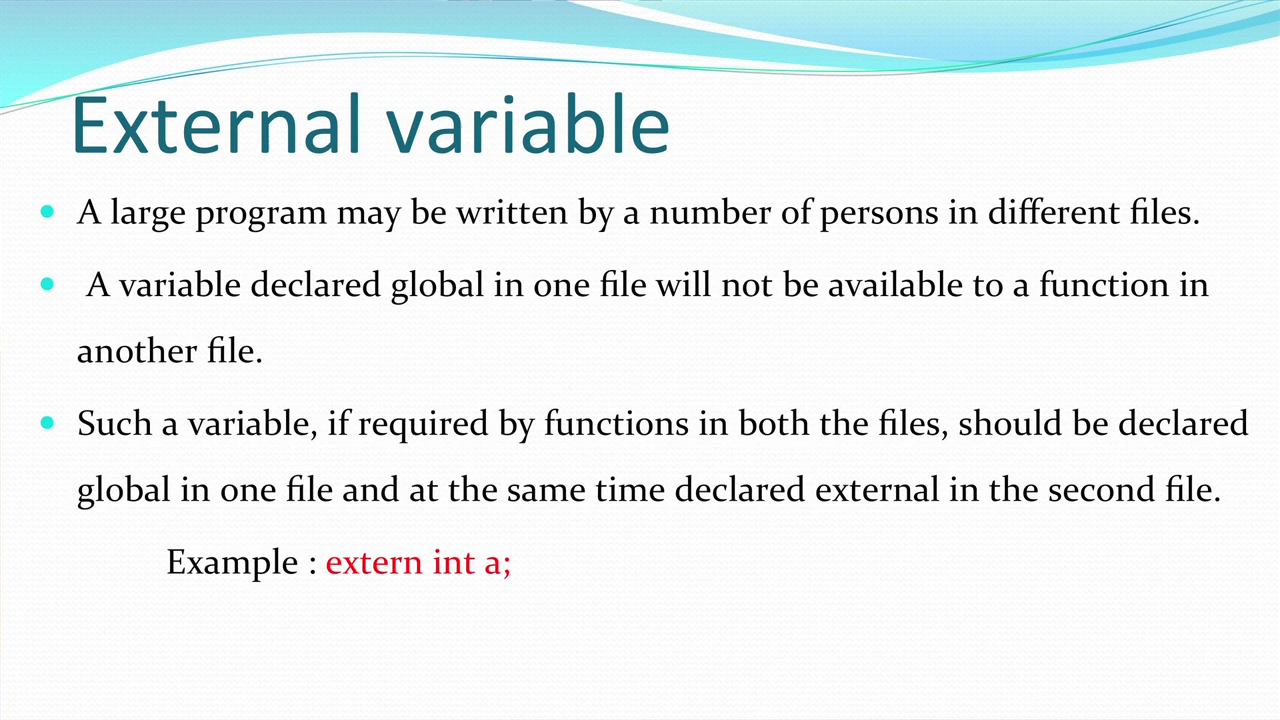 External variable
• A large program may be written by a number of persons in different files.
• A variable declared global in one file will not be available to a function in
another file.
• Such a variable, if required by functions in both the files, should be declared
global in one file and at the same time declared external in the second file.
Example : extern int a;